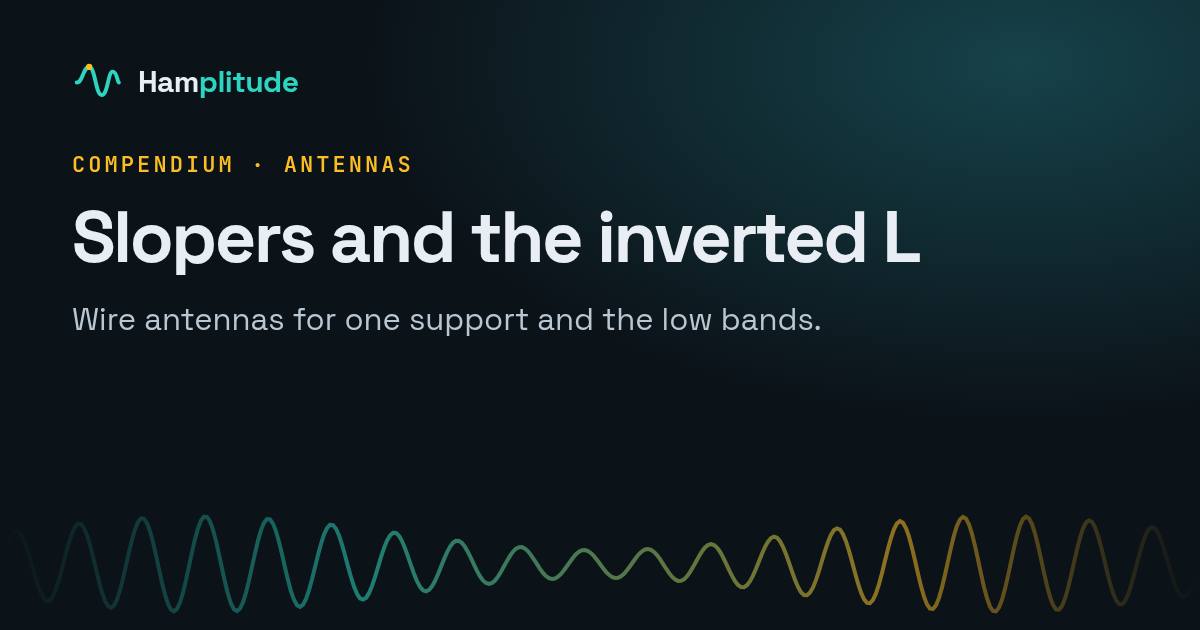 Hamplitude
COMPENDIUM · ANTENNAS
Slopers and the inverted L
Wire antennas for one support and the low bands.